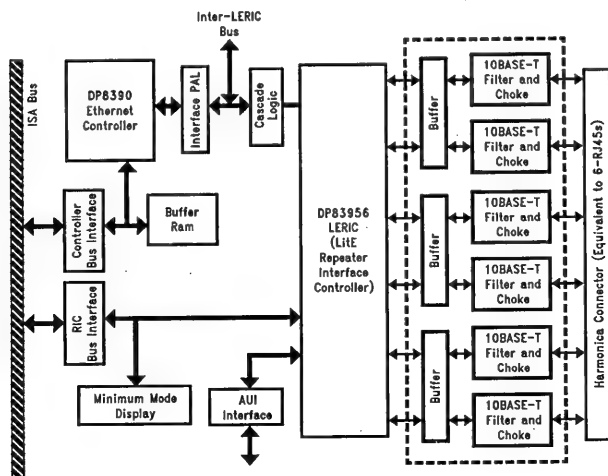 Inter-LERIC
Bus
ISA Bus
DP8390
Ethernet
Controller
Interface PAL
Cascade
Logic
Controller
Bus Interface
Buffer
Ram
RIC
Bus Interface
Minimum Mode
Display
AUI
Interface
DP83956
LERIC
(LitE
Repeater
Interface
Controller)
Buffer
Buffer
Buffer
10BASE-T
Filter and
Choke
10BASE-T
Filter and
Choke
10BASE-T
Filter and
Choke
10BASE-T
Filter and
Choke
10BASE-T
Filter and
Choke
10BASE-T
Filter and
Choke
Harmonica Connector (Equivalent to 6-RJ45s)